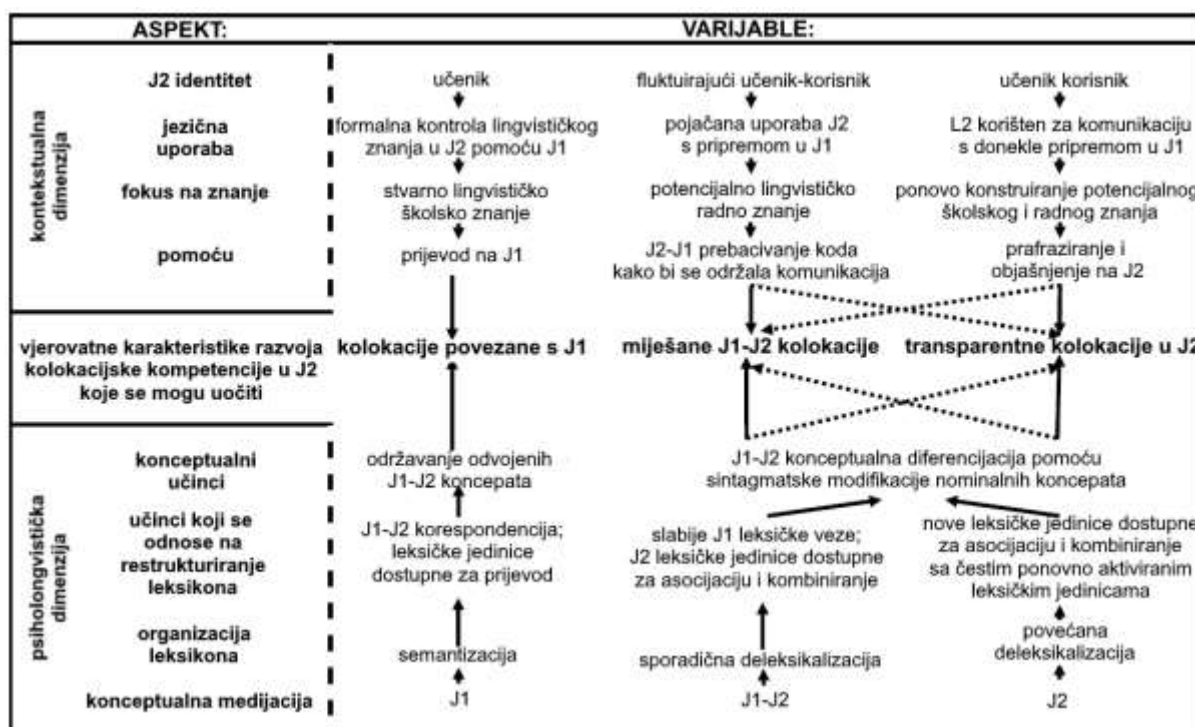 ASPEKT: VARIJABLE:
kontekstualna
dimenzija
J2 identitet
učenik
fluktuirajući učenik-korisnik
učenik korisnik
jezična
uporaba
formalna kontrola lingvističkog
znanja u J2 pomoću J1
pojačana uporaba J2
s pripremom u J1
L2 korišten za komunikaciju
s donekle pripremom u J1
fokus na znanje
stvarno lingvističko
školsko znanje
potencijalno lingvističko
radno znanje
ponovo konstruiranje potencijalnog
školskog i radnog znanja
pomoću
prijevod na J1
J2-J1 prebacivanje koda
kako bi se održala komunikacija
prafraziranje i
objašnjenje na J2
vjerovatne karakteristike razvoja
kolokacijske kompetencije u J2
koje se mogu uočiti
kolokacije povezane s J1
miješane J1-J2 kolokacije
transparentne kolokacije u J2
psiholongvistička
dimenzija
konceptualni
učinci
održavanje odvojenih
J1-J2 koncepata
J1-J2 konceptualna diferencijacija pomoću
sintagmatske modifikacije nominalnih koncepata
učinci koji se
odnose na
restrukturiranje
leksikona
J1-J2 korespondencija;
leksičke jedinice
dostupne za prijevod
slabije J1 leksičke veze;
J2 leksičke jedinice dostupne
za asocijaciju i kombiniranje
nove leksičke jedinice dostupne
za asocijaciju i kombiniranje
sa čestim ponovno aktiviranim
leksičkim jedinicama
organizacija
leksikona
semantizacija
sporadična deleksikalizacija
povećana
deleksikalizacija
konceptualna medijacija
J1
J1-J2
J2